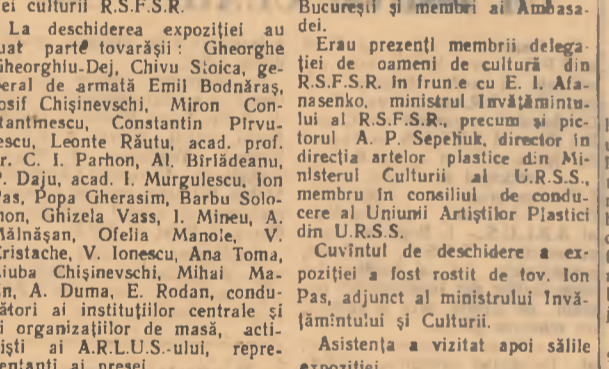 ei culturii R.S.F.S.R.
La deschiderea expoziției au
uat parte tovarășii: Gheorghe
Gheorghiu-Dej, Chivu Stoica, ge-
eral de armată Emil Bodnăraș,
osif Chișinevschi, Miron Con-
tantinescu, Constantin Pîrvu-
escu, Leonte Răutu, acad. prof.
r. C. I. Parhon, Al. Bîrlădeanu,
P. Daju, acad. I. Murgulescu, Ion
Pas, Popa Gherasim, Barbu Solo-
mon, Ghizela Vass, I. Mineu, A.
Mălnășan, Ofelia Manole, V.
Cristache, V. Ionescu, Ana Toma,
Liuba Chișinevschi, Mihai Ma-
in, A. Duma, E. Rodan, condu-
ători ai instituțiilor centrale și
i organizațiilor de masă, acti-
iști ai A.R.L.U.S.-ului, repre-
entanți ai presei
București și membri ai Ambasa-
dei.
Erau prezenți membrii delega-
ției de oameni de cultură din
R.S.F.S.R. în frunte cu E. I. Afa-
nasenko, ministrul Învățămîntu-
lui al R.S.F.S.R., precum și pic-
torul A. P. Sepeliuk, director în
direcția artelor plastice din Mi-
nisterul Culturii al U.R.S.S.,
membru în consiliul de condu-
cere al Uniunii Artiștilor Plastici
din U.R.S.S.
Cuvîntul de deschidere a ex-
poziției a fost rostit de tov. Ion
Pas, adjunct al ministrului Învă-
țămîntului și Culturii.
Asistența a vizitat apoi sălile
expoziției.